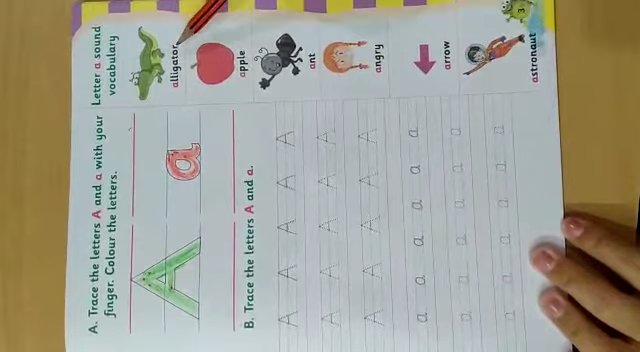 Letter a sound
vocabulary
alligator
apple
ant
angry
arrow
astronaut
3
A. Trace the letters A and a with your
finger. Colour the letters.
A a
B. Trace the letters A and a.
A A A A A
A A A A A
A A A A A
a a a a a a
a a a a a a
a a a a a a